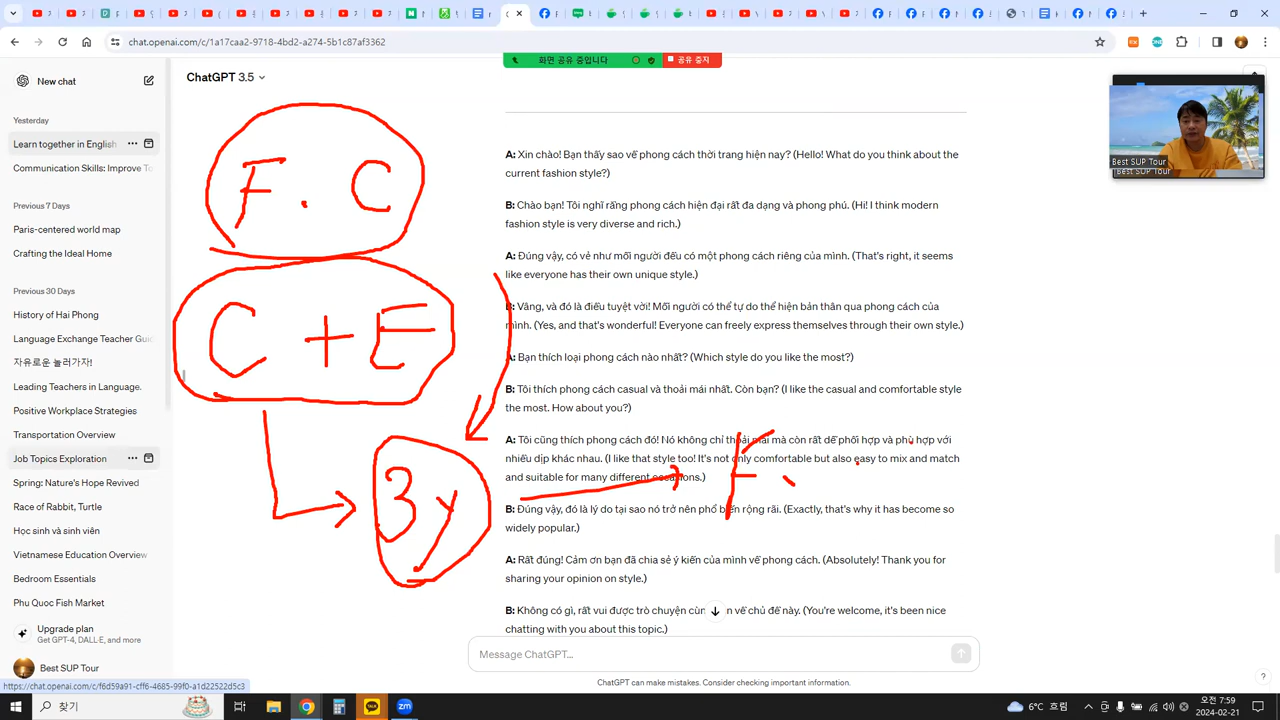 chat.openai.com/c/1a17caa2-9718-4bd2-a274-5b1c87af3362
화면 공유 중입니다
공유 중지
New chat
ChatGPT 3.5
Yesterday
Learn together in English
Communication Skills: Improve To
Previous 7 Days
Paris-centered world map
Crafting the Ideal Home
Previous 30 Days
History of Hai Phong
Language Exchange Teacher Guid
자유로운 놀러가자!
Leading Teachers in Language.
Positive Workplace Strategies
Transportation Overview
Job Topics Exploration
Spring: Nature's Hope Revived
Race of Rabbit, Turtle
Học sinh và sinh viên
Vietnamese Education Overview
Bedroom Essentials
Phu Quoc Fish Market
Upgrade plan
Get GPT-4, DALL·E, and more
Best SUP Tour
https://chat.openai.com/c/f6d59a91-cff6-4685-99f0-a1d22522d5c3
F. C
C + E
3y
A: Xin chào! Bạn thấy sao về phong cách thời trang hiện nay? (Hello! What do you think about the
current fashion style?)
B: Chào bạn! Tôi nghĩ rằng phong cách hiện đại rất đa dạng và phong phú. (Hi! I think modern
fashion style is very diverse and rich.)
A: Đúng vậy, có vẻ như mỗi người đều có một phong cách riêng của mình. (That's right, it seems
like everyone has their own unique style.)
B: Vâng, và đó là điều tuyệt vời! Mỗi người có thể tự do thể hiện bản thân qua phong cách của
mình. (Yes, and that's wonderful! Everyone can freely express themselves through their own style.)
A: Bạn thích loại phong cách nào nhất? (Which style do you like the most?)
B: Tôi thích phong cách casual và thoải mái nhất. Còn bạn? (I like the casual and comfortable style
the most. How about you?)
A: Tôi cũng thích phong cách đó! Nó không chỉ thoải mái mà còn rất dễ phối hợp và phù hợp với
nhiều dịp khác nhau. (I like that style too! It's not only comfortable but also easy to mix and match
and suitable for many different occasions.)
F.
B: Đúng vậy, đó là lý do tại sao nó trở nên phổ biến rộng rãi. (Exactly, that's why it has become so
widely popular.)
A: Rất đúng! Cảm ơn bạn đã chia sẻ ý kiến của mình về phong cách. (Absolutely! Thank you for
sharing your opinion on style.)
B: Không có gì, rất vui được trò chuyện cùng về chủ đề này. (You're welcome, it's been nice
chatting with you about this topic.)
Message ChatGPT...
ChatGPT can make mistakes. Consider checking important information.
?
Best SUP Tour
Best SUP Tour
찾기
TALK
zm
6°C 흐림
오전 7:59
2024-02-21